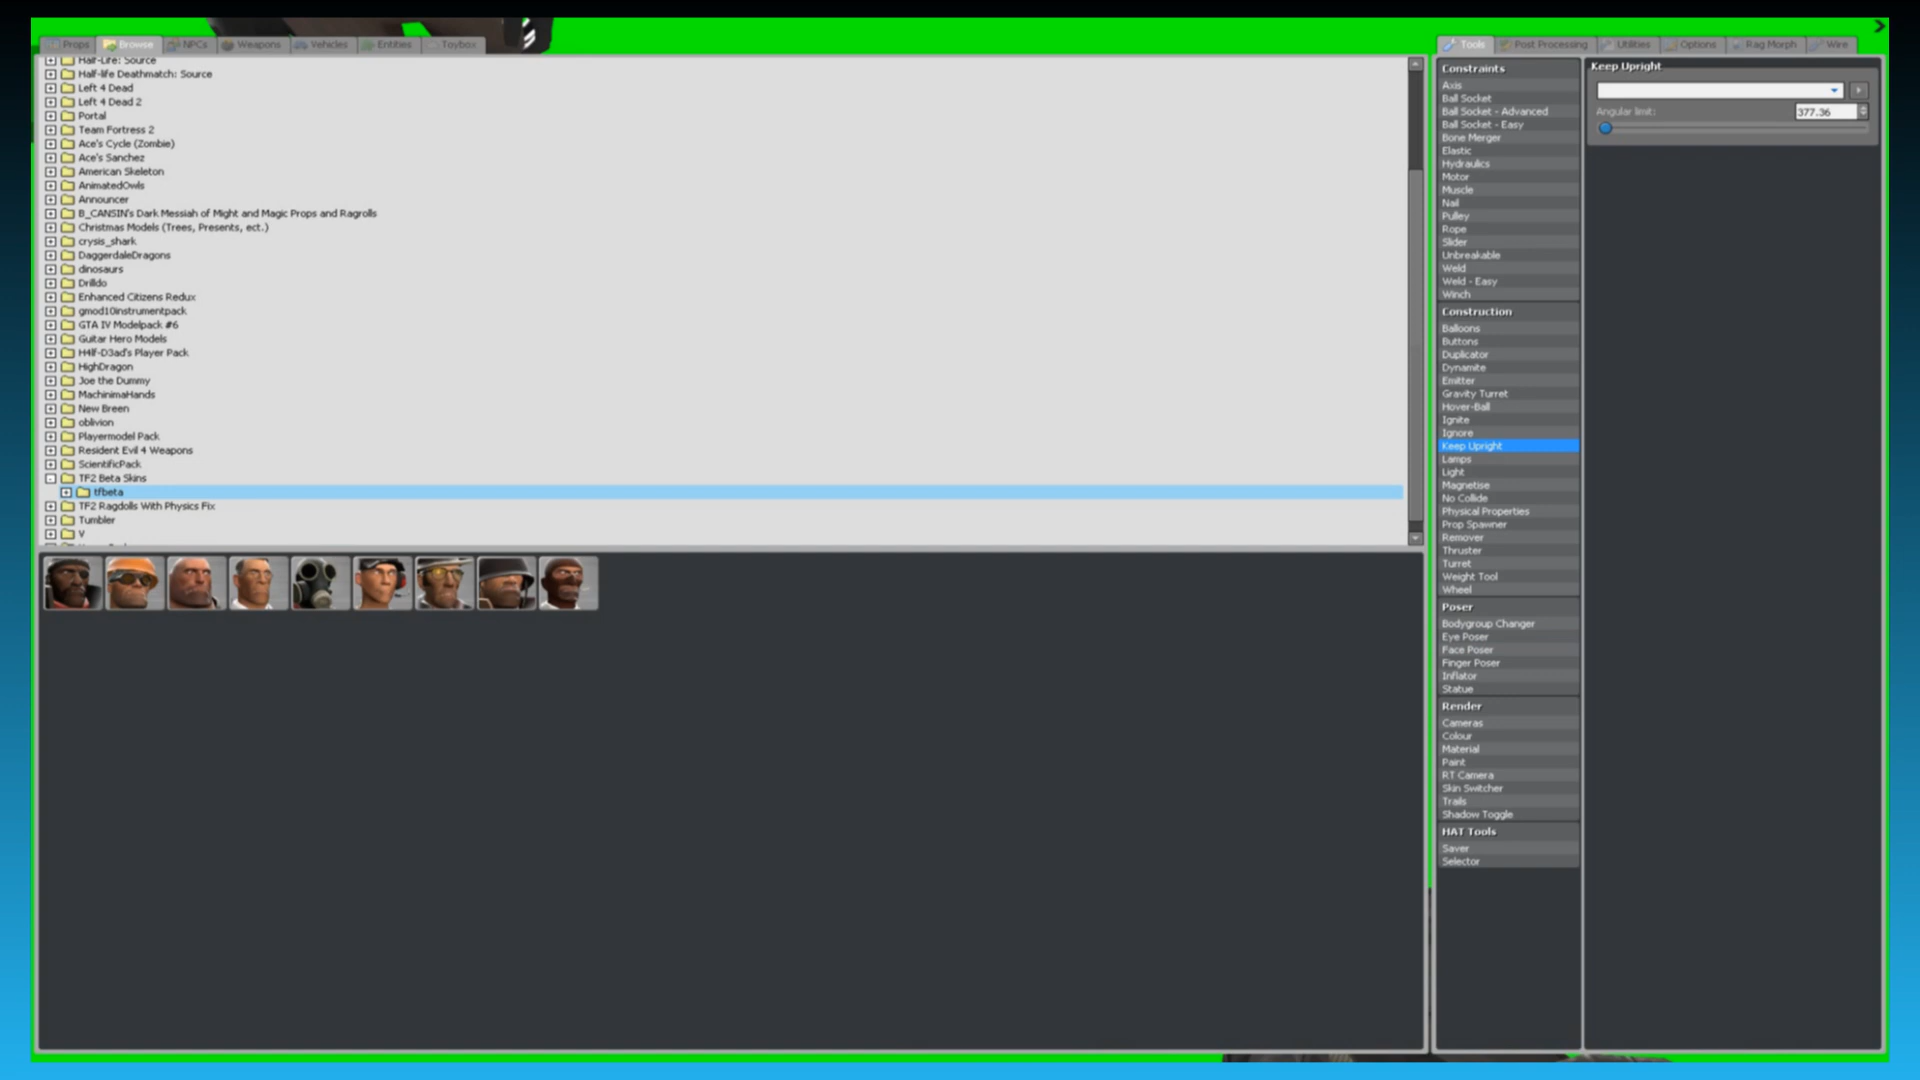 Props Browse NPCs Weapons Vehicles Entities Toybox
Half-Life: Source
Half-life Deathmatch: Source
Left 4 Dead
Left 4 Dead 2
Portal
Team Fortress 2
Ace's Cycle (Zombie)
Ace's Sanchez
American Skeleton
AnimatedOwls
Announcer
B_CANSIN's Dark Messiah of Might and Magic Props and Ragrolls
Christmas Models (Trees, Presents, ect.)
crysis_shark
DaggerdaleDragons
dinosaurs
Drilldo
Enhanced Citizens Redux
gmod10instrumentpack
GTA IV Modelpack #6
Guitar Hero Models
H4lf-D3ad's Player Pack
HighDragon
Joe the Dummy
MachinimaHands
New Breen
oblivion
Playermodel Pack
Resident Evil 4 Weapons
ScientificPack
TF2 Beta Skins
tfbeta
TF2 Ragdolls With Physics Fix
Tumbler
V
Tools Post Processing Utilities Options Rag Morph Wire
Constraints
Axis
Ball Socket
Ball Socket - Advanced
Ball Socket - Easy
Bone Merger
Elastic
Hydraulics
Motor
Muscle
Nail
Pulley
Rope
Slider
Unbreakable
Weld
Weld - Easy
Winch
Construction
Balloons
Buttons
Duplicator
Dynamite
Emitter
Gravity Turret
Hover-Ball
Ignite
Ignore
Keep Upright
Lamps
Light
Magnetise
No Collide
Physical Properties
Prop Spawner
Remover
Thruster
Turret
Weight Tool
Wheel
Poser
Bodygroup Changer
Eye Poser
Face Poser
Finger Poser
Inflator
Statue
Render
Cameras
Colour
Material
Paint
RT Camera
Skin Switcher
Trails
Shadow Toggle
HAT Tools
Saver
Selector
Keep Upright
Angular limit: 377.36